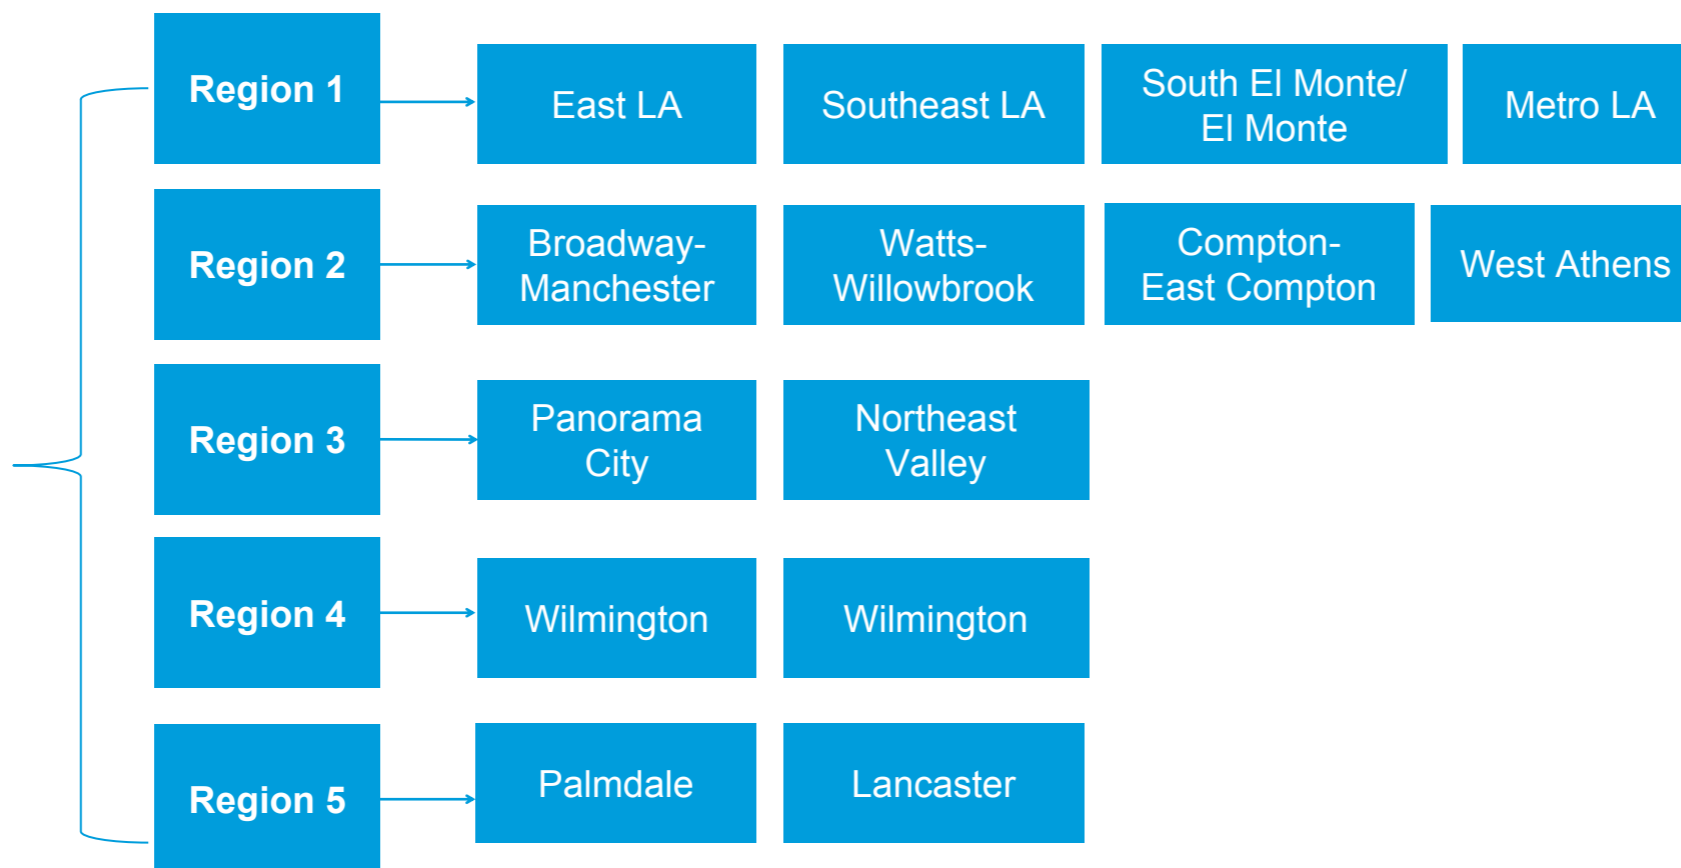 Region 1
East LA
Southeast LA
South El Monte/
El Monte
Metro LA
Region 2
Broadway-
Manchester
Watts-
Willowbrook
Compton-
East Compton
West Athens
Region 3
Panorama
City
Northeast
Valley
Region 4
Wilmington
Wilmington
Region 5
Palmdale
Lancaster